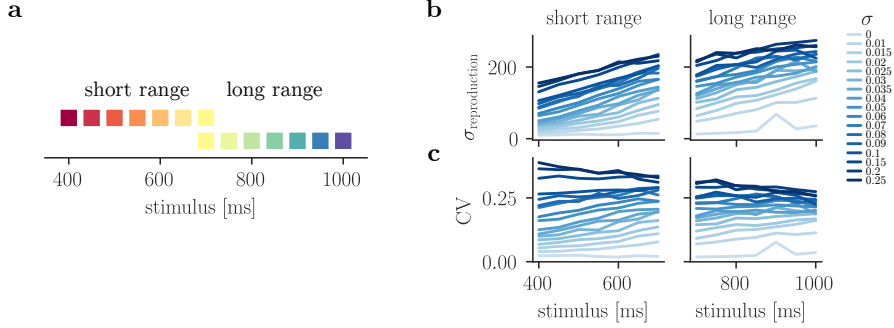 a
short range
long range
400
600
800
1000
stimulus [ms]
b
short range
long range
σ
σreproduction
200
0
c
CV
0.25
0.00
400
600
800
1000
stimulus [ms]
stimulus [ms]
0
0.01
0.015
0.02
0.025
0.03
0.035
0.04
0.05
0.06
0.07
0.08
0.09
0.1
0.15
0.2
0.25